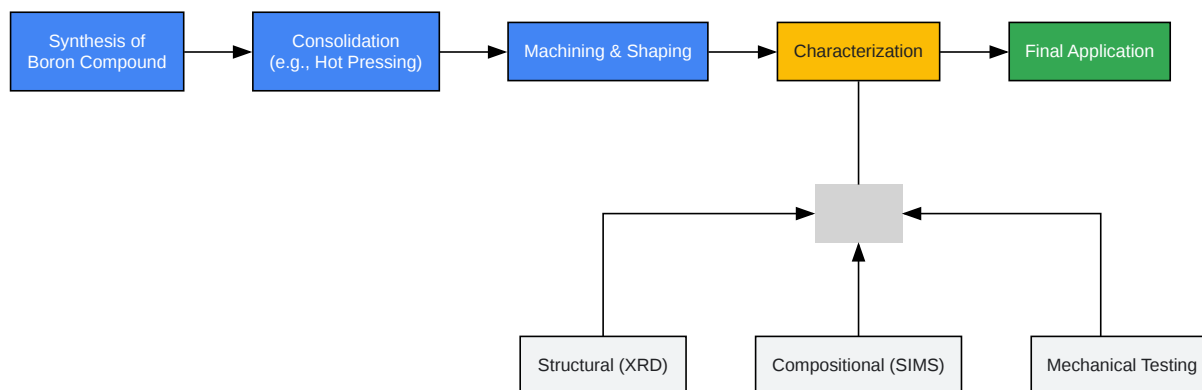 Synthesis of
Boron Compound
Consolidation
(e.g., Hot Pressing)
Machining & Shaping
Characterization
Final Application
Structural (XRD)
Compositional (SIMS)
Mechanical Testing